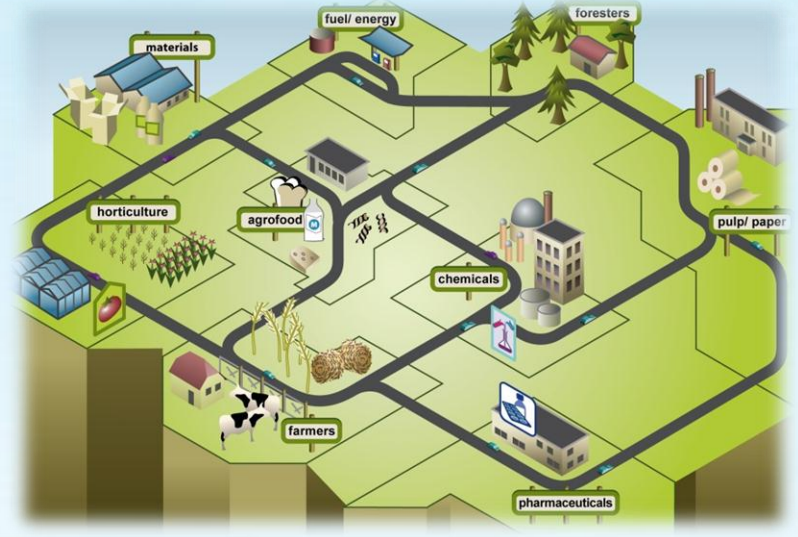 fuel/ energy
foresters
materials
horticulture
agrofood
M
pulp/ paper
chemicals
farmers
pharmaceuticals